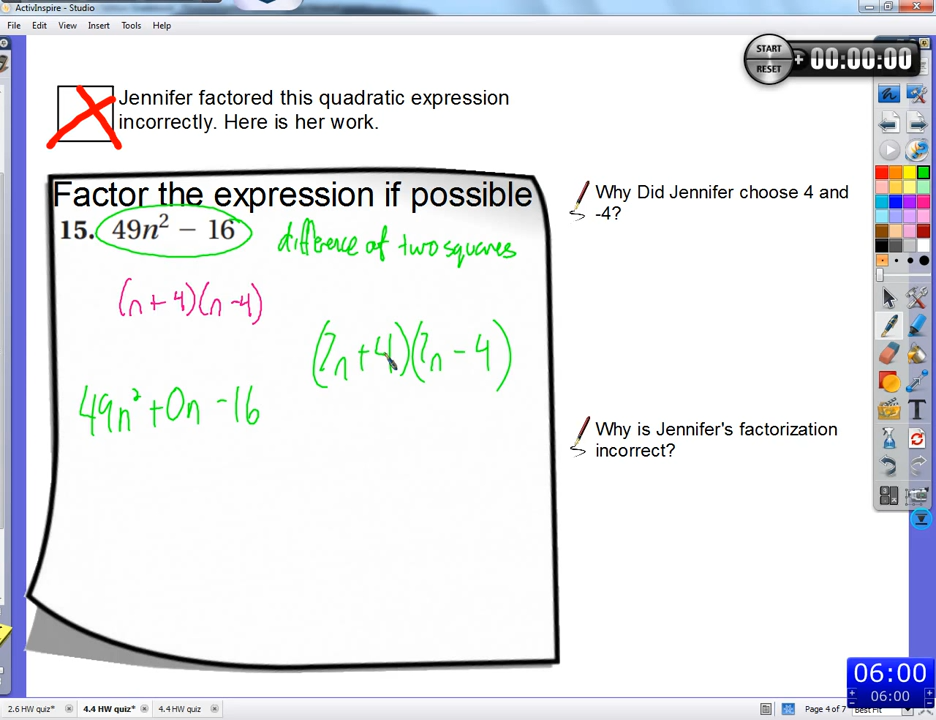 ActivInspire - Studio
File Edit View Insert Tools Help
START
RESET
00:00:00
Jennifer factored this quadratic expression
incorrectly. Here is her work.
Factor the expression if possible
15. 49n² − 16
difference of two squares
(n+4)(n-4)
(7n+4)(7n-4)
49n²+0n-16
Why Did Jennifer choose 4 and
-4?
Why is Jennifer's factorization
incorrect?
06:00
06:00
2.6 HW quiz* 4.4 HW quiz* 4.4 HW quiz
Page 4 of 7 Best Fit